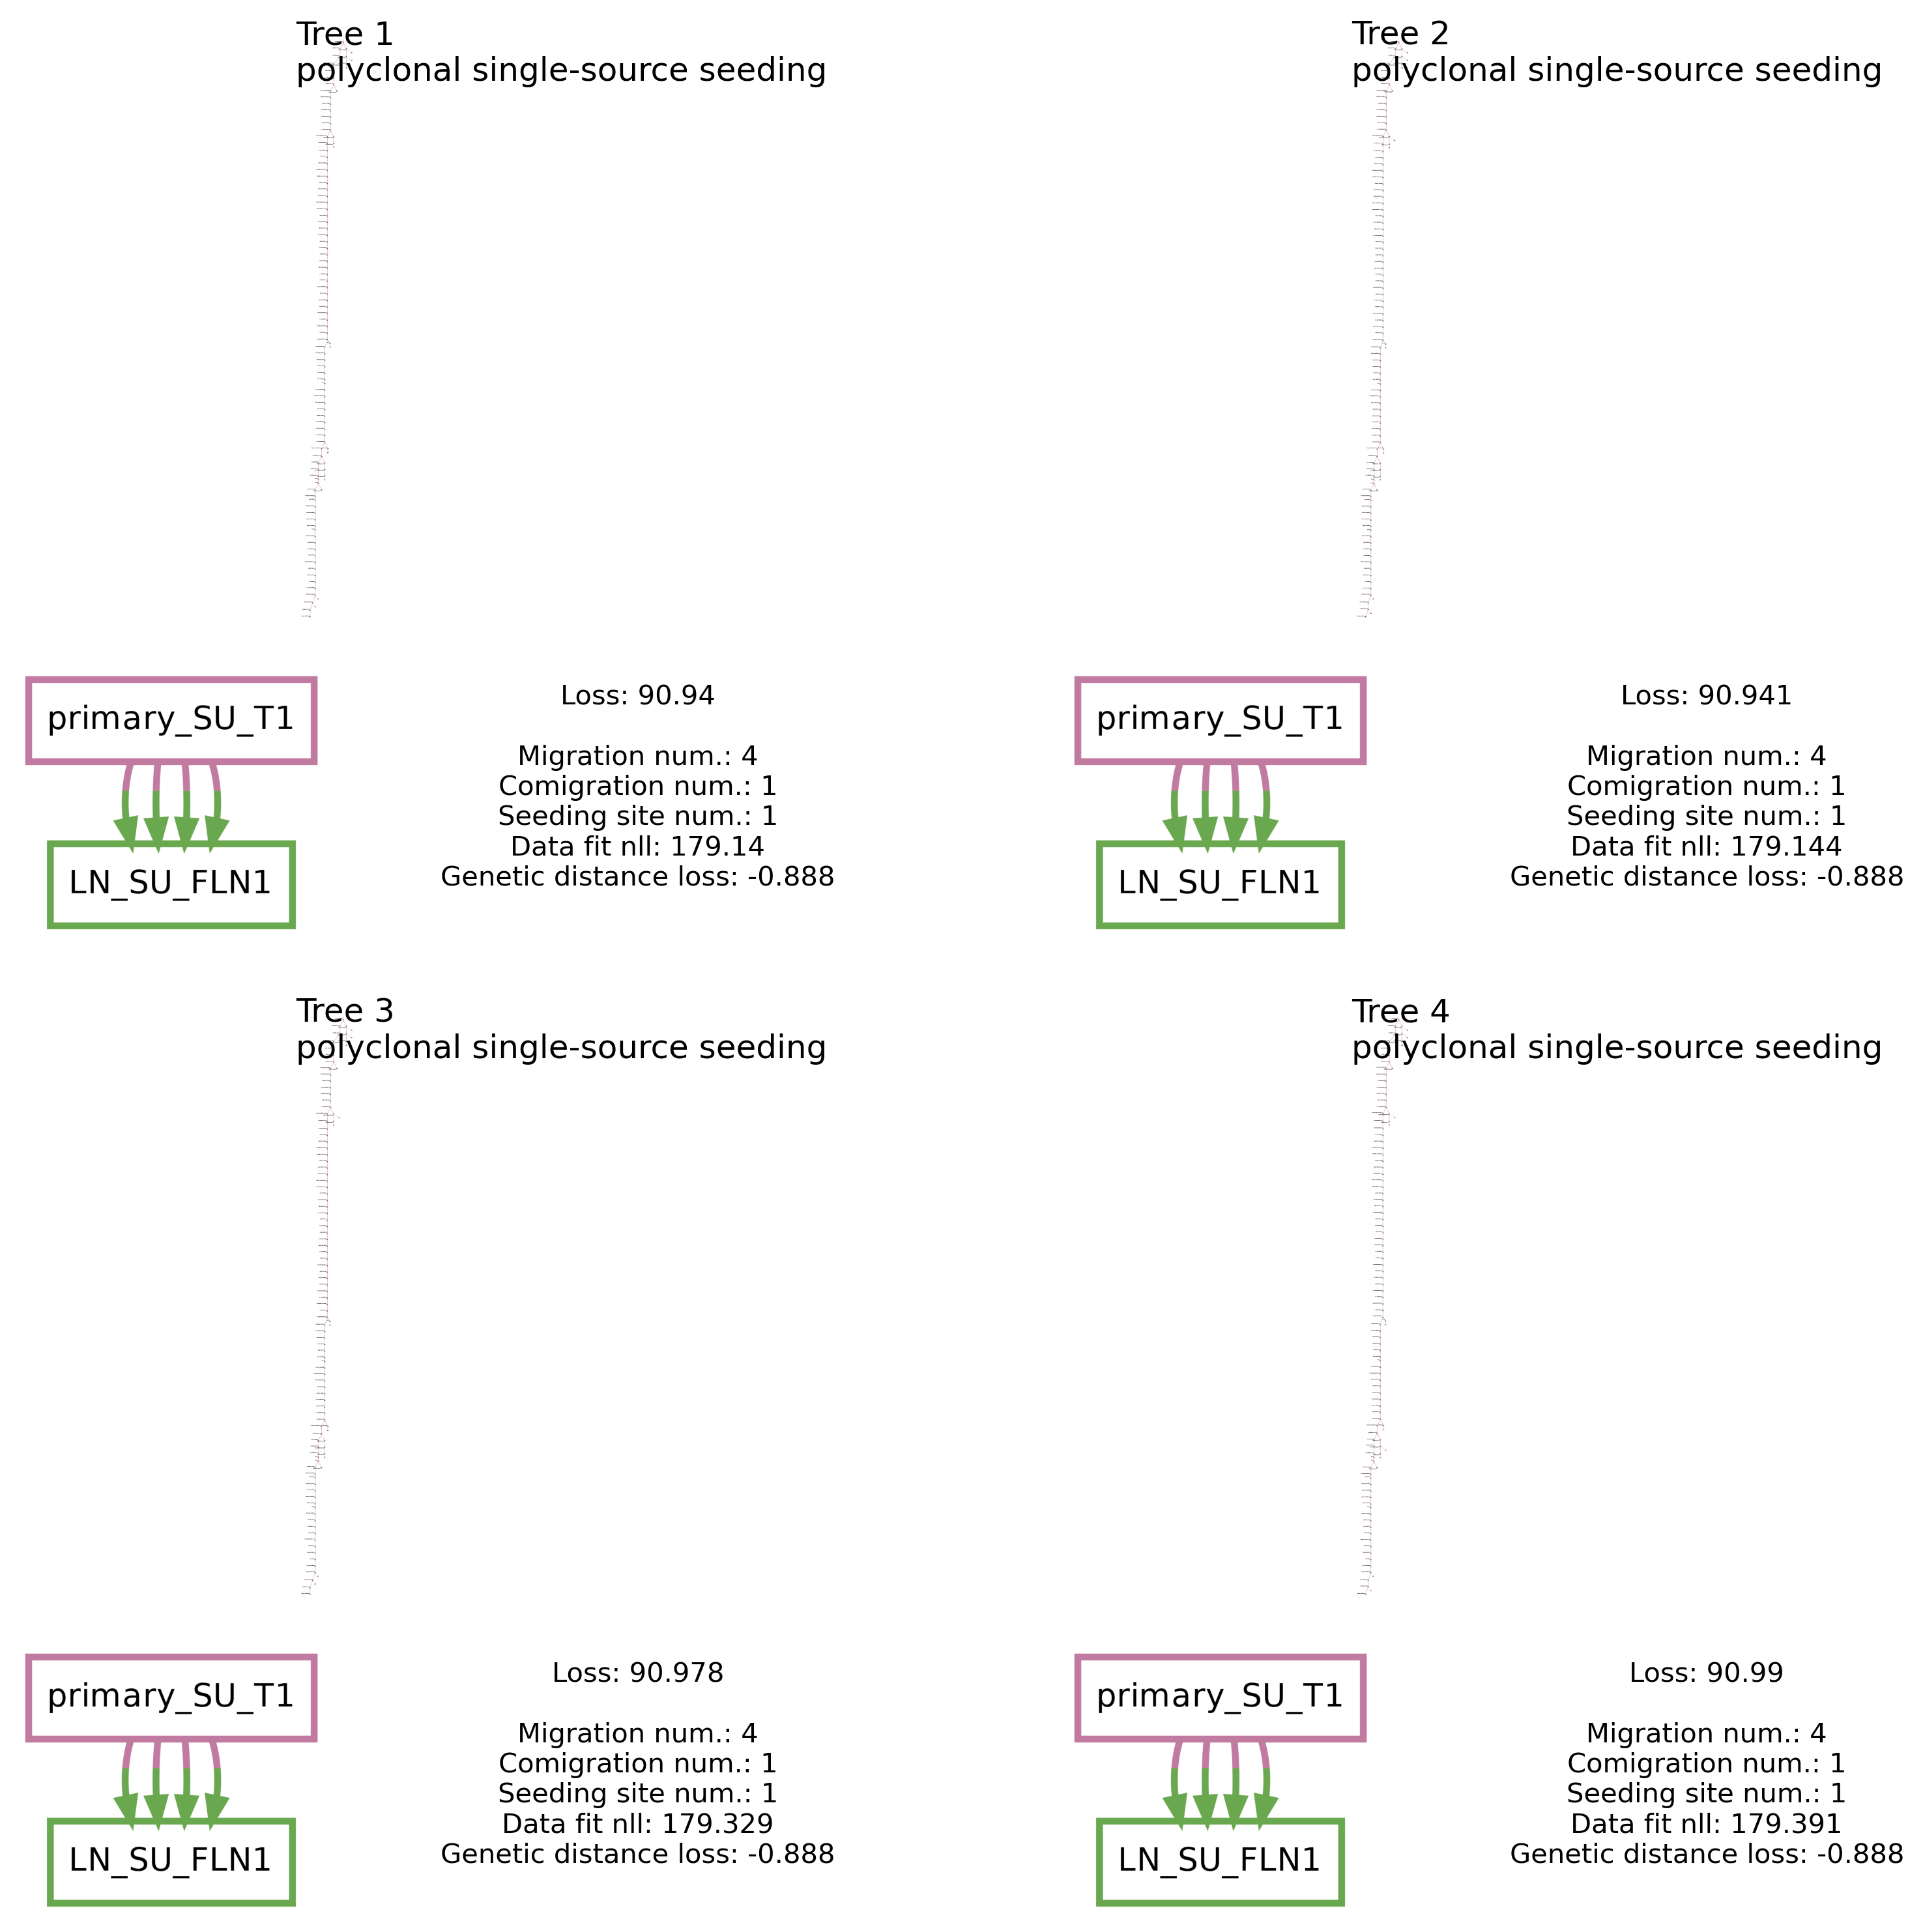 Tree 1
polyclonal single-source seeding
primary_SU_T1
LN_SU_FLN1
Loss: 90.94
Migration num.: 4
Comigration num.: 1
Seeding site num.: 1
Data fit nll: 179.14
Genetic distance loss: -0.888
Tree 2
polyclonal single-source seeding
primary_SU_T1
LN_SU_FLN1
Loss: 90.941
Migration num.: 4
Comigration num.: 1
Seeding site num.: 1
Data fit nll: 179.144
Genetic distance loss: -0.888
Tree 3
polyclonal single-source seeding
primary_SU_T1
LN_SU_FLN1
Loss: 90.978
Migration num.: 4
Comigration num.: 1
Seeding site num.: 1
Data fit nll: 179.329
Genetic distance loss: -0.888
Tree 4
polyclonal single-source seeding
primary_SU_T1
LN_SU_FLN1
Loss: 90.99
Migration num.: 4
Comigration num.: 1
Seeding site num.: 1
Data fit nll: 179.391
Genetic distance loss: -0.888